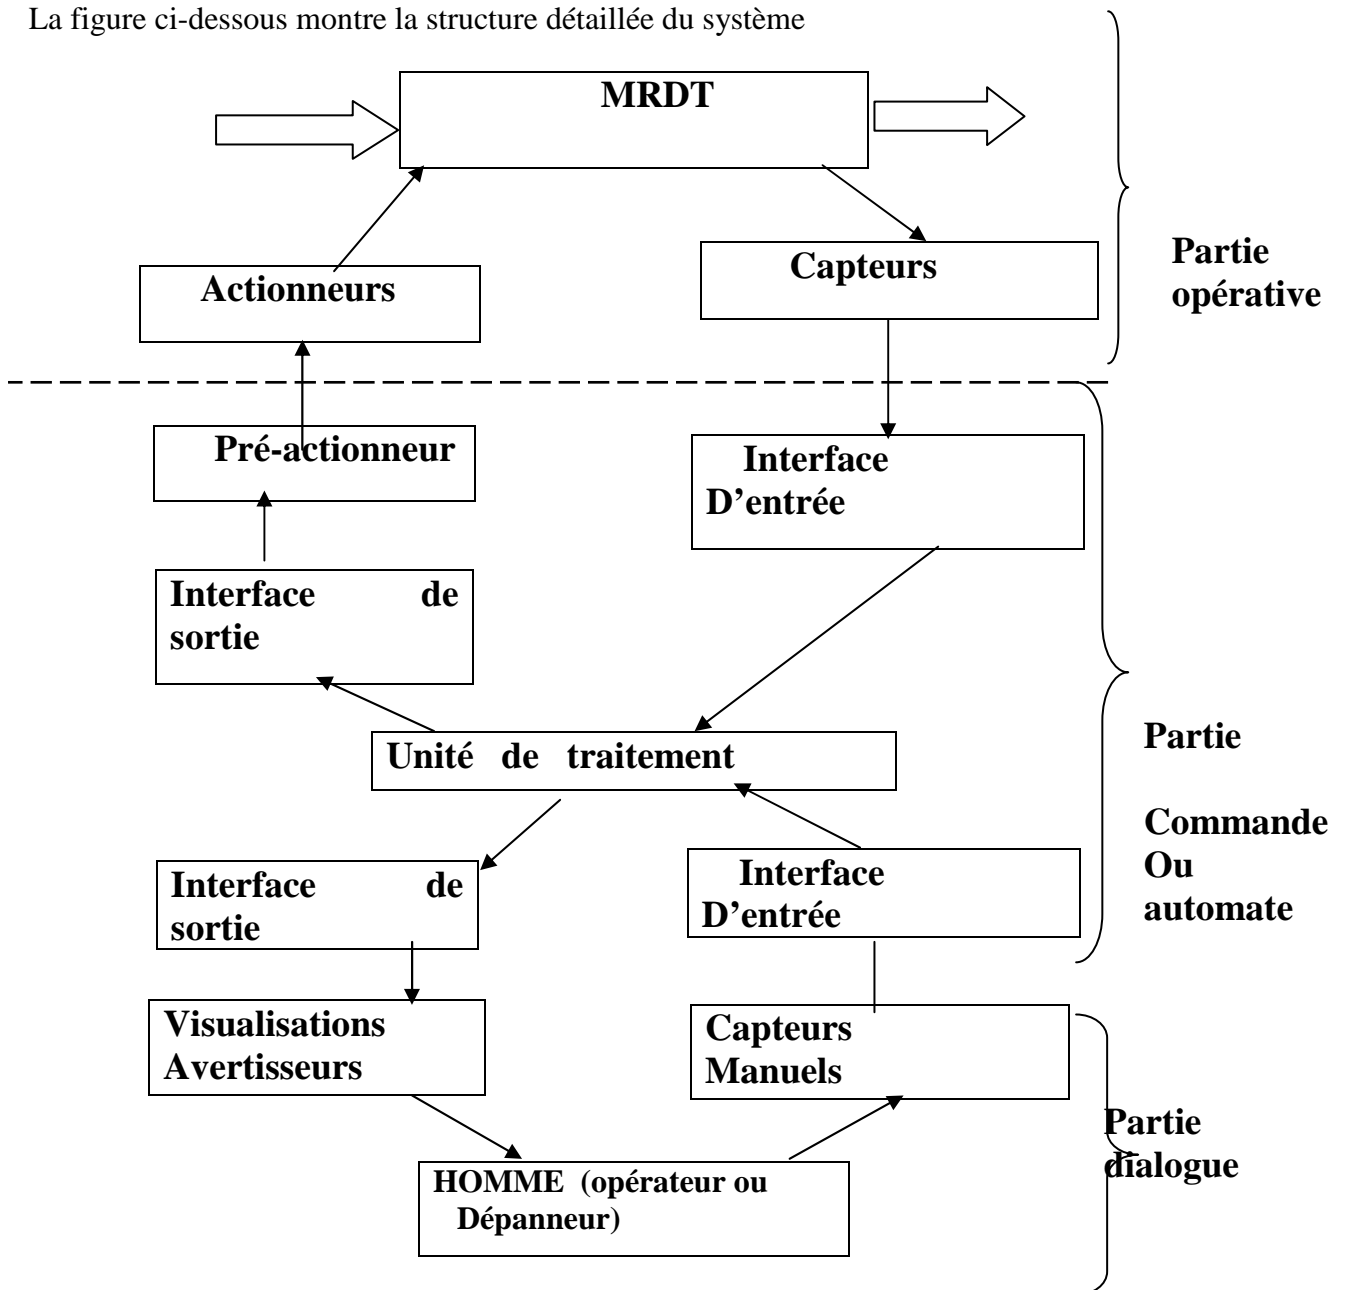 La figure ci-dessous montre la structure détaillée du système
MRDT
Actionneurs
Capteurs
Partie
opérative
Pré-actionneur
Interface
D’entrée
Interface de
sortie
Unité de traitement
Partie
Commande
Ou
automate
Interface de
sortie
Interface
D’entrée
Visualisations
Avertisseurs
Capteurs
Manuels
Partie
dialogue
HOMME (opérateur ou
Dépanneur)